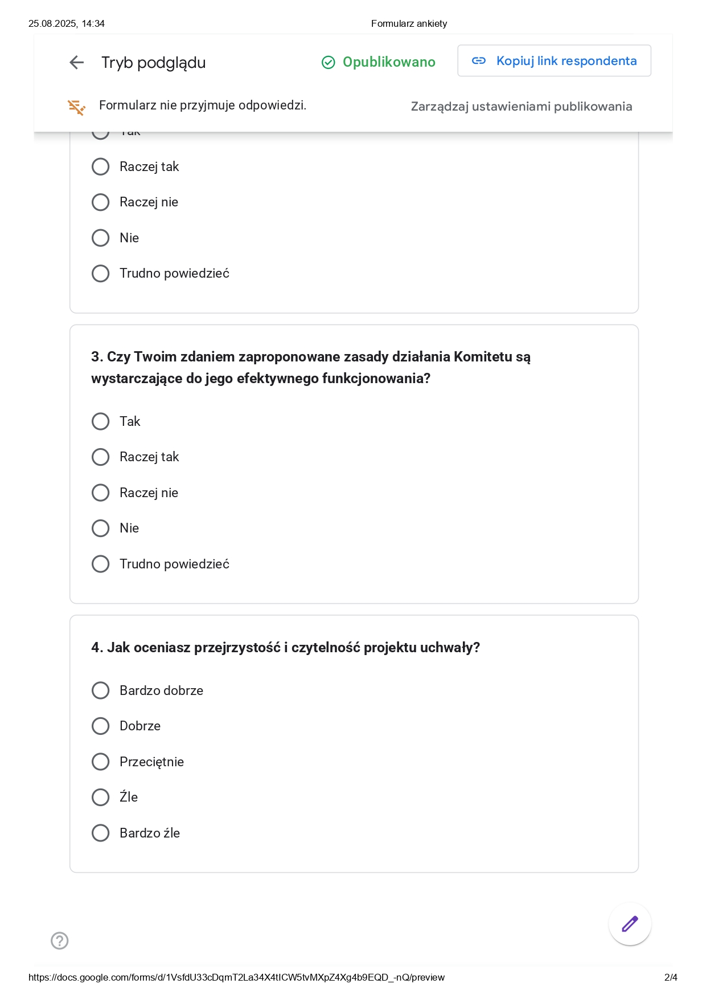 25.08.2025, 14:34
Formularz ankiety
Tryb podglądu
Opublikowano
Kopiuj link respondenta
Formularz nie przyjmuje odpowiedzi.
Zarządzaj ustawieniami publikowania
Tak
Raczej tak
Raczej nie
Nie
Trudno powiedzieć
3. Czy Twoim zdaniem zaproponowane zasady działania Komitetu są
wystarczające do jego efektywnego funkcjonowania?
Tak
Raczej tak
Raczej nie
Nie
Trudno powiedzieć
4. Jak oceniasz przejrzystość i czytelność projektu uchwały?
Bardzo dobrze
Dobrze
Przeciętnie
Źle
Bardzo źle
https://docs.google.com/forms/d/1VsfdU33cDqmT2La34X4tICW5tvMXpZ4Xg4b9EQD_-nQ/preview
2/4